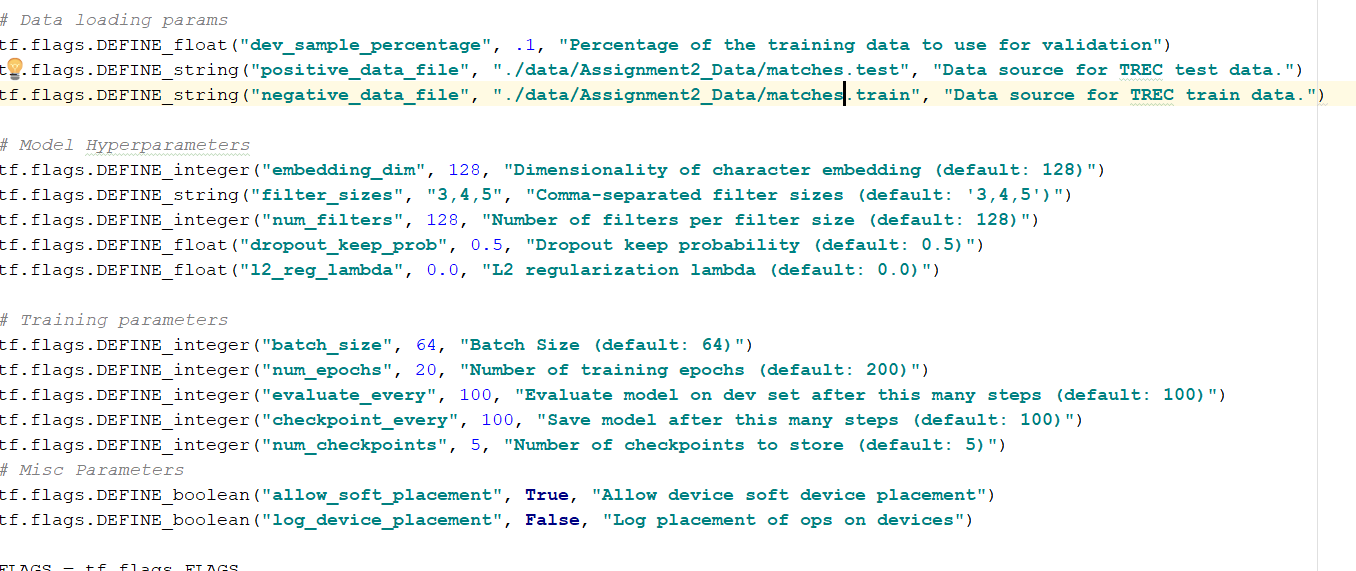 # Data loading params
tf.flags.DEFINE_float("dev_sample_percentage", .1, "Percentage of the training data to use for validation")
t.flags.DEFINE_string("positive_data_file", "./data/Assignment2_Data/matches.test", "Data source for TREC test data.")
tf.flags.DEFINE_string("negative_data_file", "./data/Assignment2_Data/matches.train", "Data source for TREC train data.")
# Model Hyperparameters
tf.flags.DEFINE_integer("embedding_dim", 128, "Dimensionality of character embedding (default: 128)")
tf.flags.DEFINE_string("filter_sizes", "3,4,5", "Comma-separated filter sizes (default: '3,4,5')")
tf.flags.DEFINE_integer("num_filters", 128, "Number of filters per filter size (default: 128)")
tf.flags.DEFINE_float("dropout_keep_prob", 0.5, "Dropout keep probability (default: 0.5)")
tf.flags.DEFINE_float("l2_reg_lambda", 0.0, "L2 regularization lambda (default: 0.0)")
# Training parameters
tf.flags.DEFINE_integer("batch_size", 64, "Batch Size (default: 64)")
tf.flags.DEFINE_integer("num_epochs", 20, "Number of training epochs (default: 200)")
tf.flags.DEFINE_integer("evaluate_every", 100, "Evaluate model on dev set after this many steps (default: 100)")
tf.flags.DEFINE_integer("checkpoint_every", 100, "Save model after this many steps (default: 100)")
tf.flags.DEFINE_integer("num_checkpoints", 5, "Number of checkpoints to store (default: 5)")
# Misc Parameters
tf.flags.DEFINE_boolean("allow_soft_placement", True, "Allow device soft device placement")
tf.flags.DEFINE_boolean("log_device_placement", False, "Log placement of ops on devices")
FLAGS = tf.flags.FLAGS